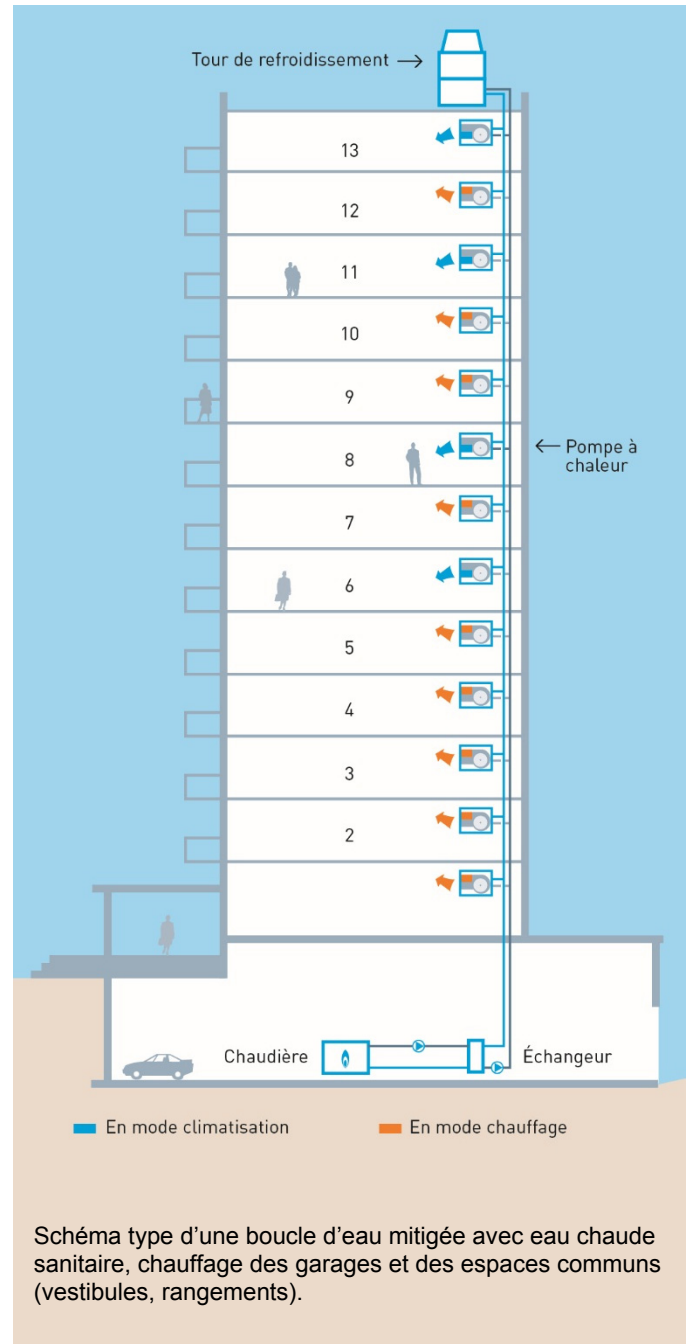 Tour de refroidissement →
13
12
11
10
9
8
← Pompe à
chaleur
7
6
5
4
3
2
Chaudière
Échangeur
En mode climatisation
En mode chauffage
Schéma type d’une boucle d’eau mitigée avec eau chaude
sanitaire, chauffage des garages et des espaces communs
(vestibules, rangements).